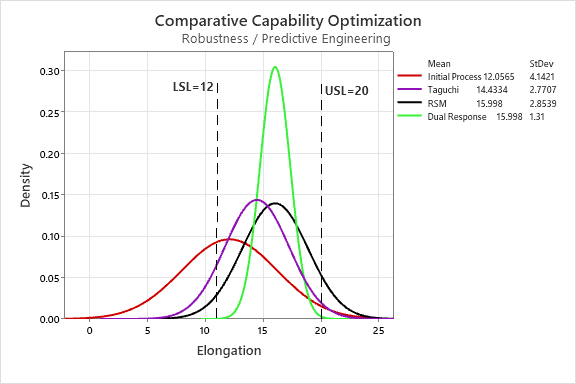 Comparative Capability Optimization
Robustness / Predictive Engineering
Mean StDev
Initial Process 12.0565 4.1421
Taguchi 14.4334 2.7707
RSM 15.998 2.8539
Dual Response 15.998 1.31
LSL=12
USL=20
Density
0.30
0.25
0.20
0.15
0.10
0.05
0.00
0 5 10 15 20 25
Elongation